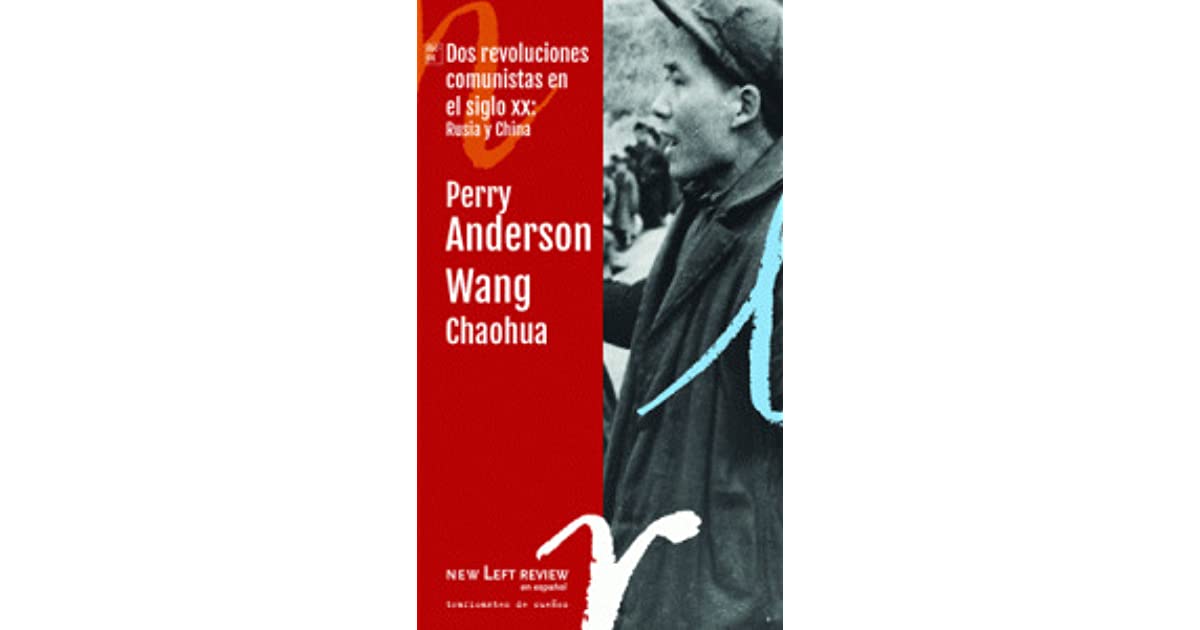 Dos revoluciones
comunistas en
el siglo xx:
Rusia y China
Perry
Anderson
Wang
Chaohua
NEW LEFT REVIEW
en español
de sueños